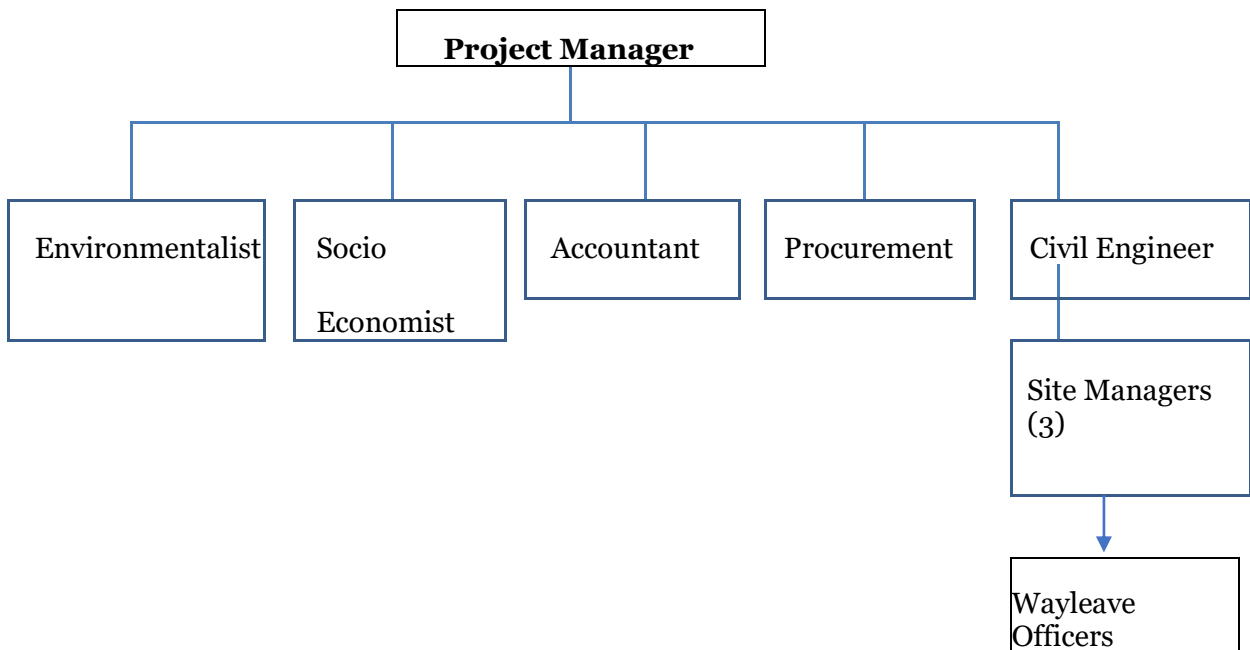 Project Manager
Environmentalist
Socio
Economist
Accountant
Procurement
Civil Engineer
Site Managers
(3)
Wayleave
Officers